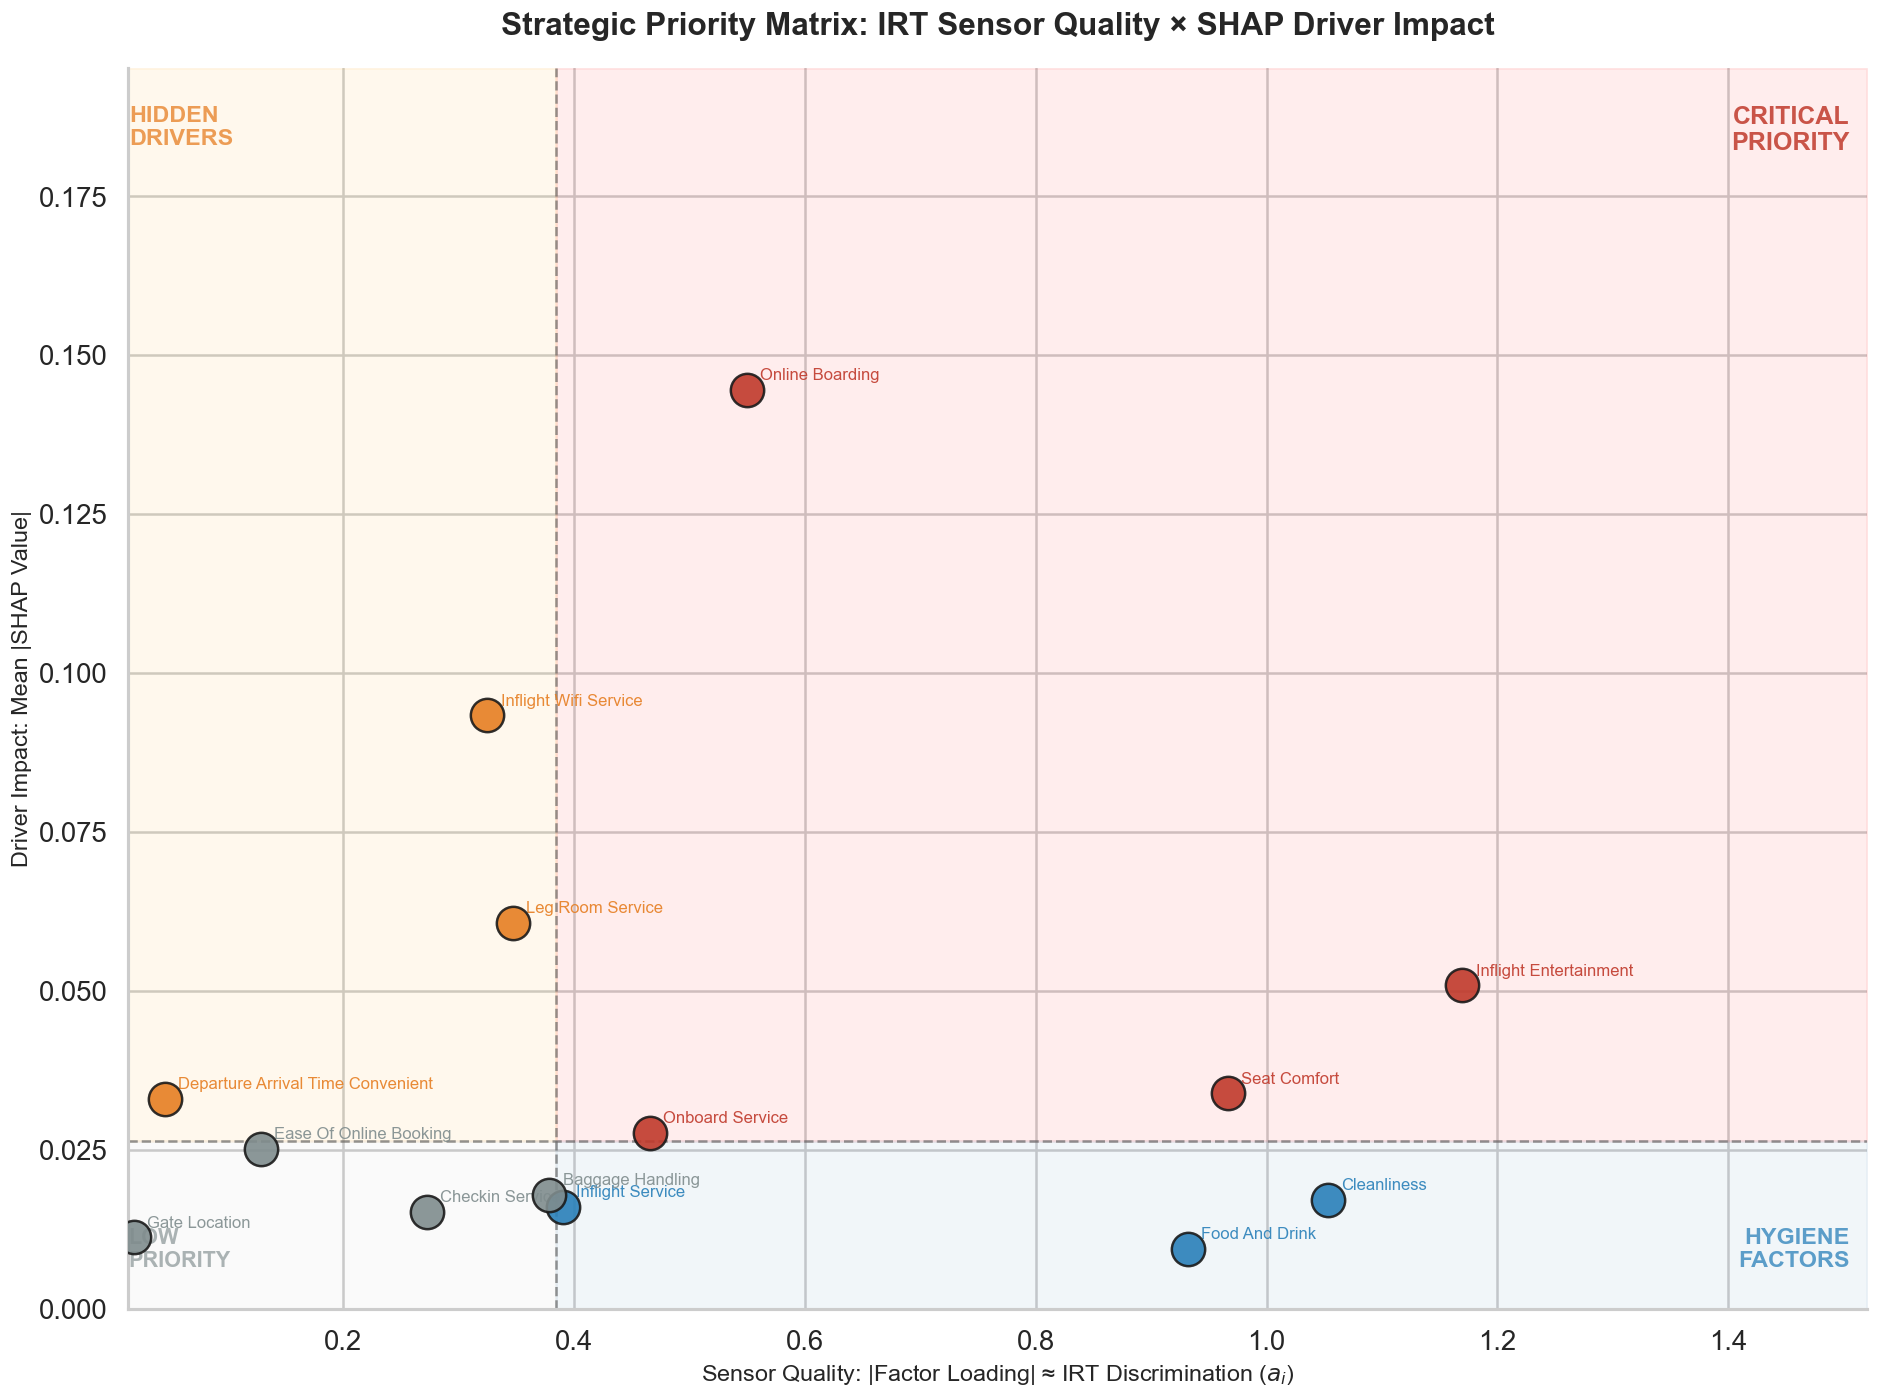 Strategic Priority Matrix: IRT Sensor Quality × SHAP Driver Impact
HIDDEN
DRIVERS
CRITICAL
PRIORITY
0.175
0.150
0.125
0.100
0.075
0.050
0.025
0.000
Driver Impact: Mean |SHAP Value|
Online Boarding
Inflight Wifi Service
Leg Room Service
Inflight Entertainment
Departure Arrival Time Convenient
Seat Comfort
Onboard Service
Ease Of Online Booking
Baggage Handling
Inflight Service
Checkin Service
Cleanliness
Gate Location
Food And Drink
LOW
PRIORITY
HYGIENE
FACTORS
0.2
0.4
0.6
0.8
1.0
1.2
1.4
Sensor Quality: |Factor Loading| ≈ IRT Discrimination (aᵢ)